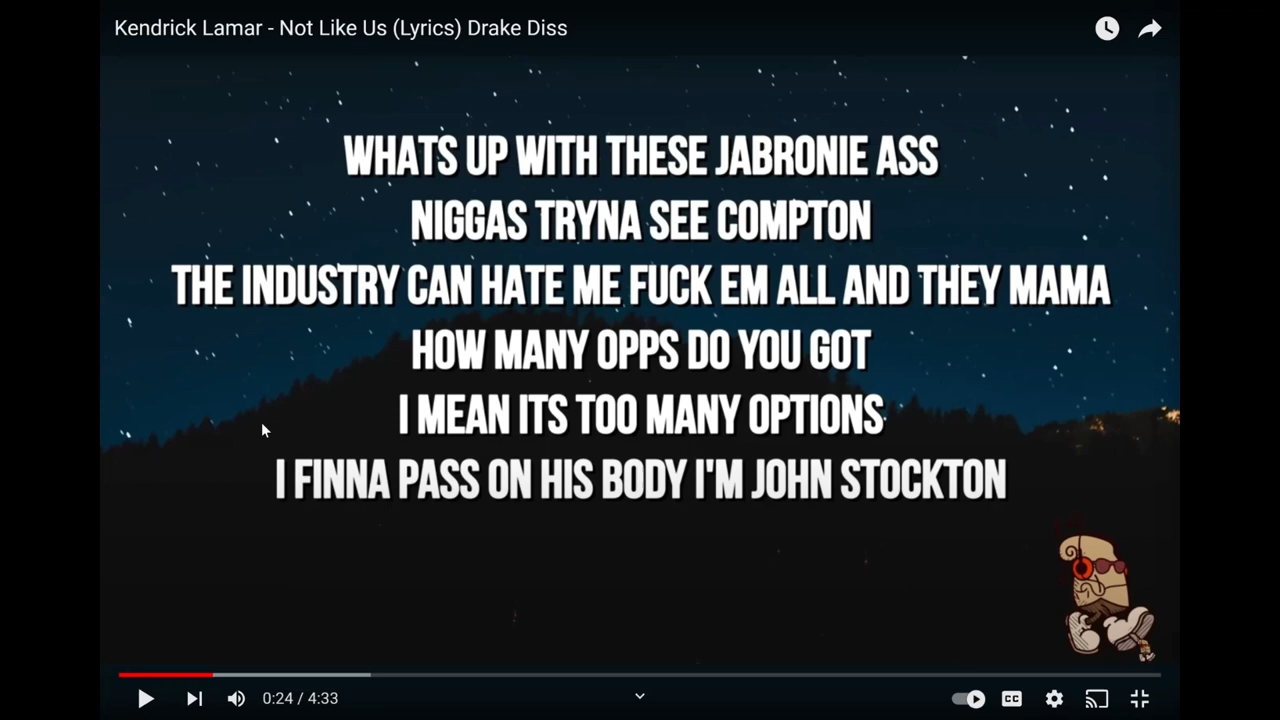 Kendrick Lamar - Not Like Us (Lyrics) Drake Diss
WHATS UP WITH THESE JABRONIE ASS
NIGGAS TRYNA SEE COMPTON
THE INDUSTRY CAN HATE ME FUCK EM ALL AND THEY MAMA
HOW MANY OPPS DO YOU GOT
I MEAN ITS TOO MANY OPTIONS
I FINNA PASS ON HIS BODY I'M JOHN STOCKTON
0:24 / 4:33
CC